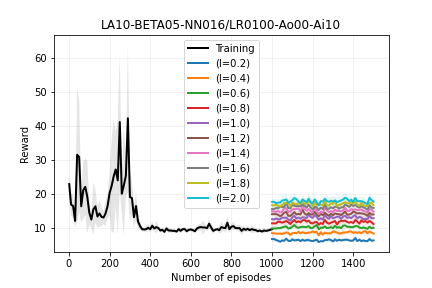 LA10-BETA05-NN016/LR0100-Ao00-Ai10
Reward
60
50
40
30
20
10
Training
(l=0.2)
(l=0.4)
(l=0.6)
(l=0.8)
(l=1.0)
(l=1.2)
(l=1.4)
(l=1.6)
(l=1.8)
(l=2.0)
0 200 400 600 800 1000 1200 1400
Number of episodes